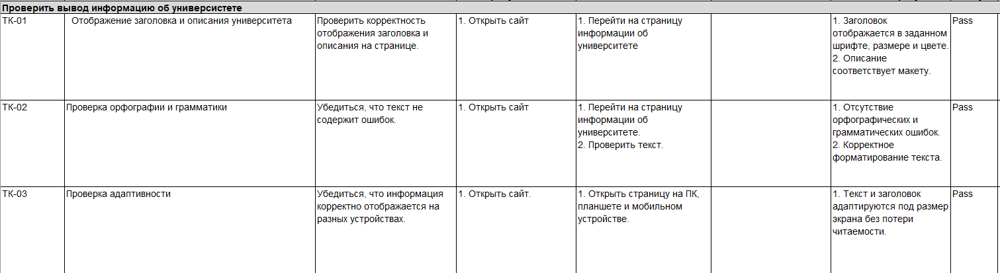 Проверить вывод информацию об универсистете
ТК-01
Отображение заголовка и описания университета
Проверить корректность
отображения заголовка и
описания на странице.
1. Открыть сайт
1. Перейти на страницу
информации об
университете
1. Заголовок
отображается в заданном
шрифте, размере и цвете.
2. Описание
соответствует макету.
Pass
ТК-02
Проверка орфографии и грамматики
Убедиться, что текст не
содержит ошибок.
1. Открыть сайт
1. Перейти на страницу
информации об
университете.
2. Проверить текст.
1. Отсутствие
орфографических и
грамматических ошибок.
2. Корректное
форматирование текста.
Pass
ТК-03
Проверка адаптивности
Убедиться, что информация
корректно отображается на
разных устройствах.
1. Открыть сайт.
1. Открыть страницу на ПК,
планшете и мобильном
устройстве.
1. Текст и заголовок
адаптируются под размер
экрана без потери
читаемости.
Pass